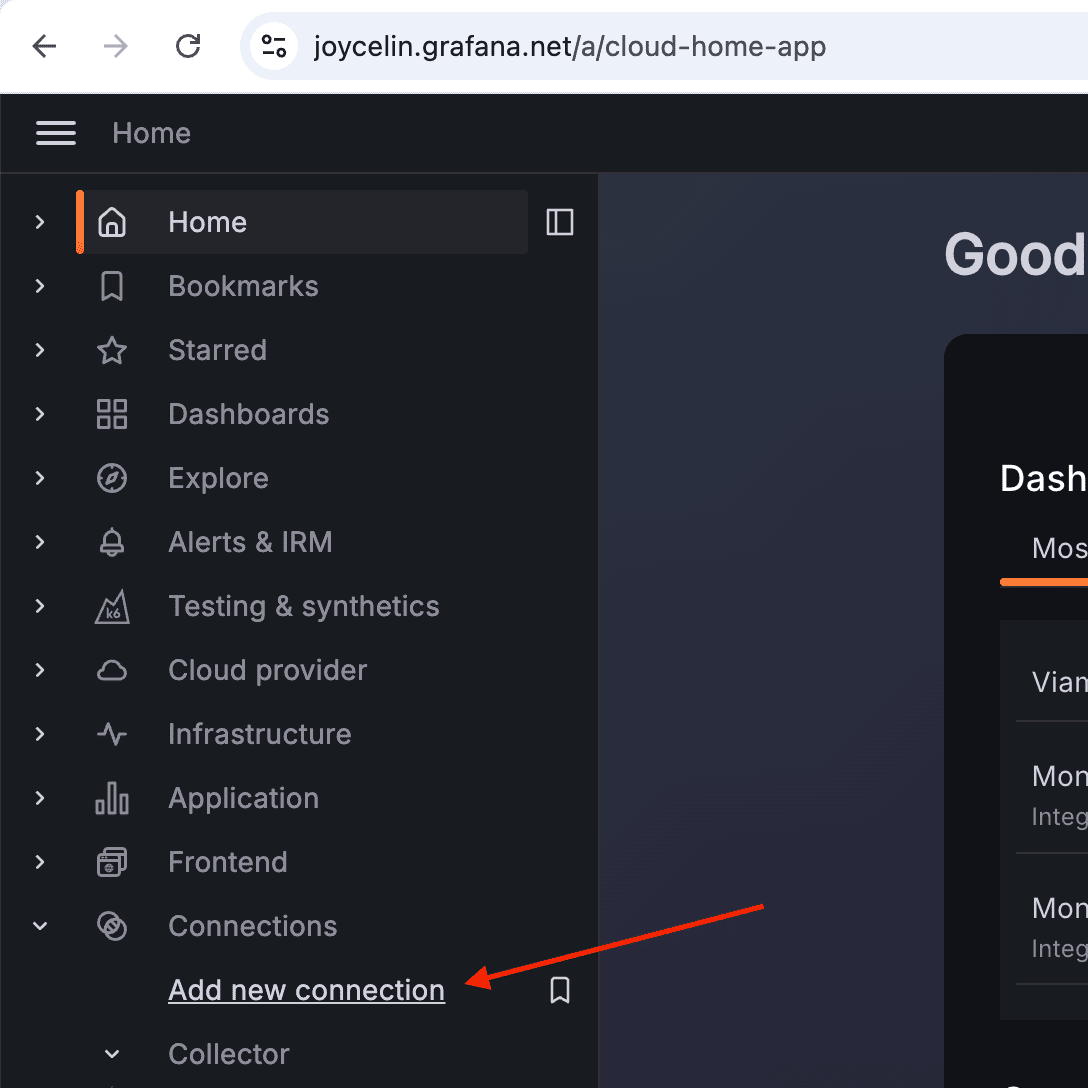 joycelin.grafana.net/a/cloud-home-app
Home
Home
Bookmarks
Starred
Dashboards
Explore
Alerts & IRM
k6
Testing & synthetics
Cloud provider
Infrastructure
Application
Frontend
Connections
Add new connection
Collector
Good
Dash
Mos
Viam
Mon
Integ
Mon
Integ